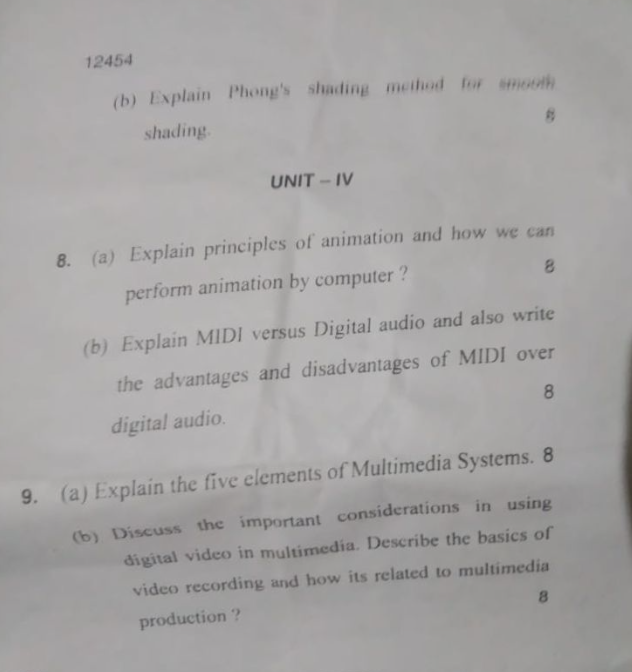 12454
(b) Explain Phong's shading method for smooth
shading.
8
UNIT – IV
8. (a) Explain principles of animation and how we can
perform animation by computer ?
8
(b) Explain MIDI versus Digital audio and also write
the advantages and disadvantages of MIDI over
digital audio.
8
9. (a) Explain the five elements of Multimedia Systems. 8
(b) Discuss the important considerations in using
digital video in multimedia. Describe the basics of
video recording and how its related to multimedia
production ?
8